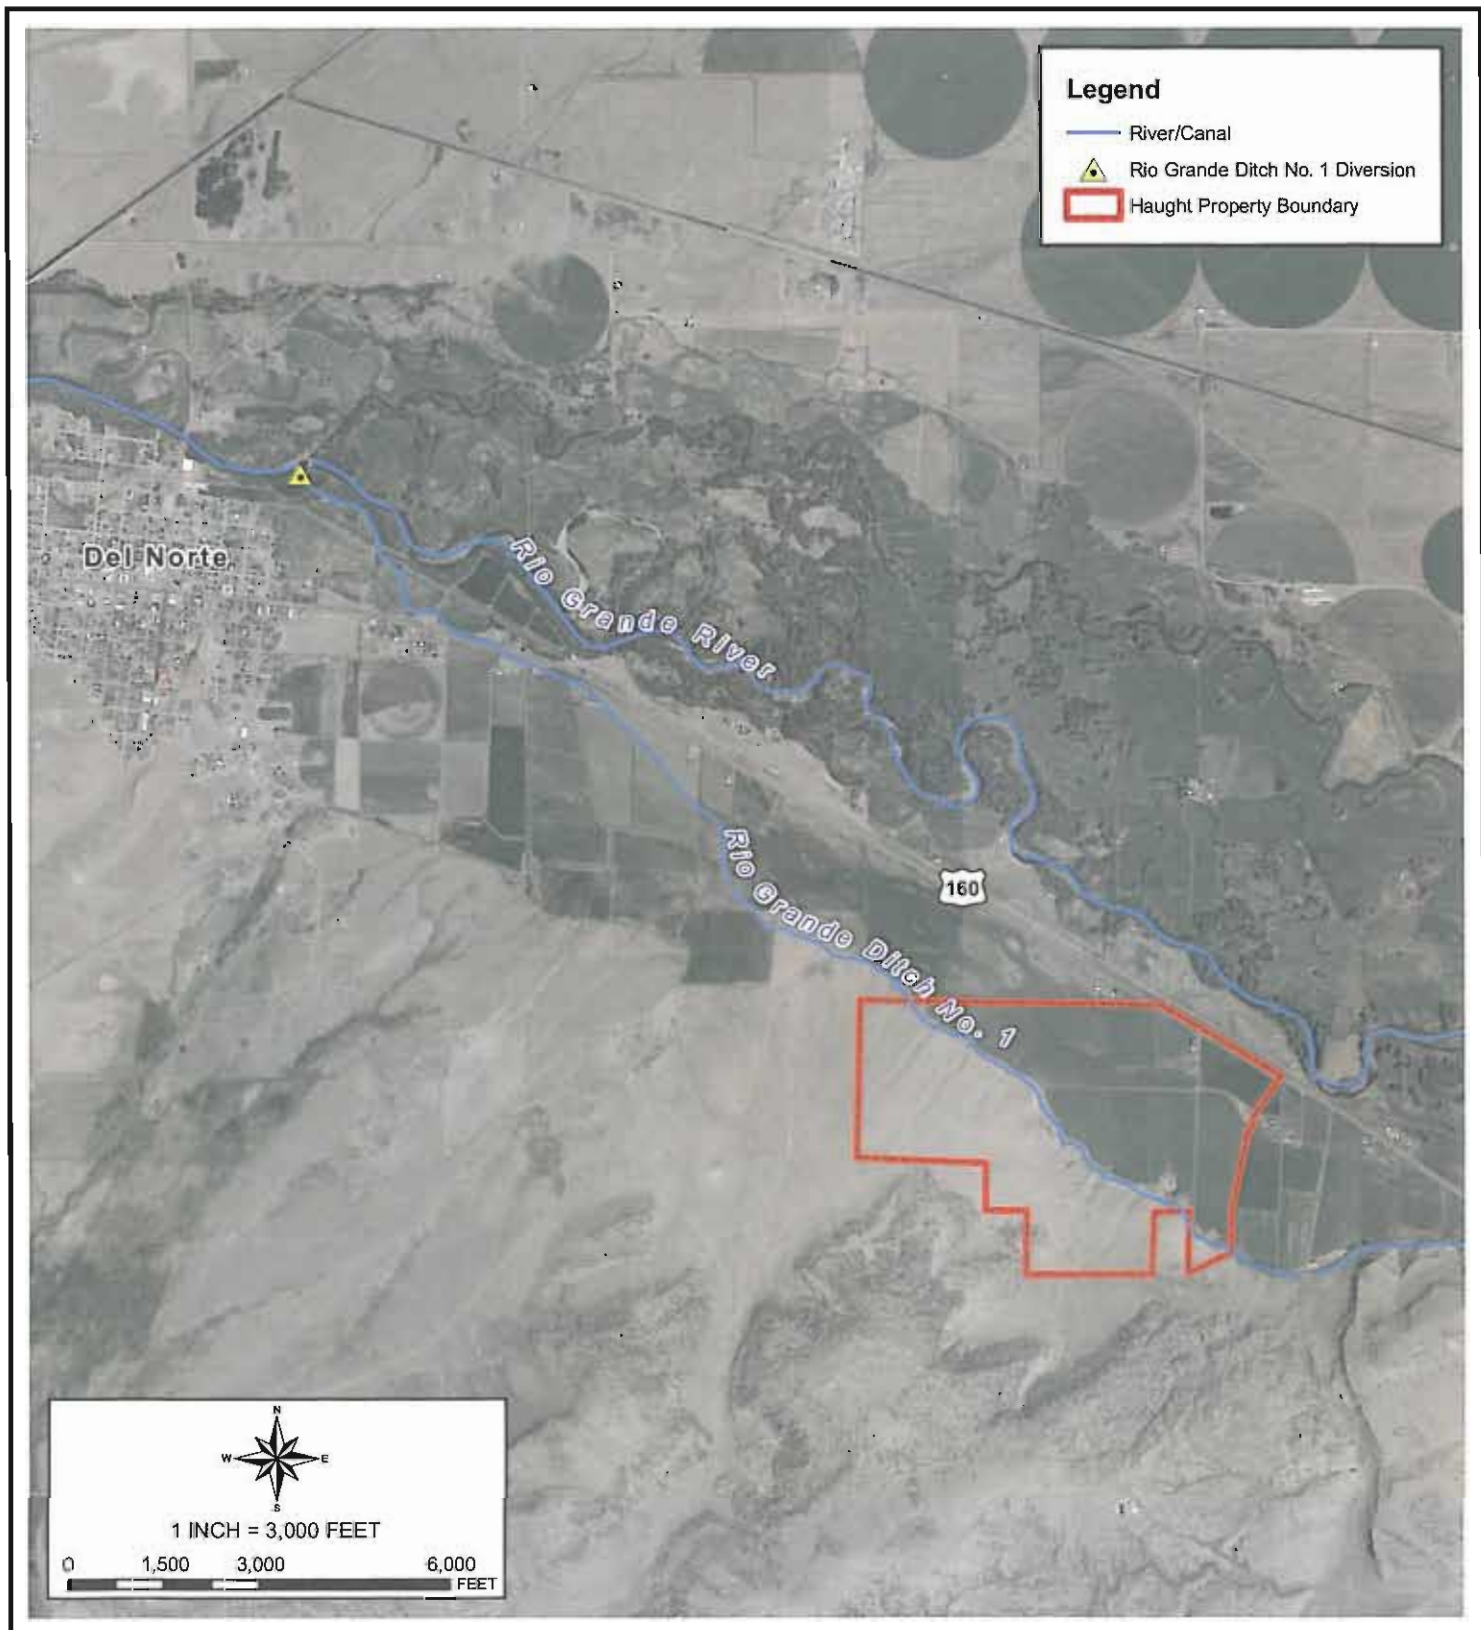 Legend
River/Canal
Rio Grande Ditch No. 1 Diversion
Haught Property Boundary
Del Norte
Rio Grande River
160
Rio Grande Ditch No. 1
N
W E
S
1 INCH = 3,000 FEET
0 1,500 3,000 6,000
FEET